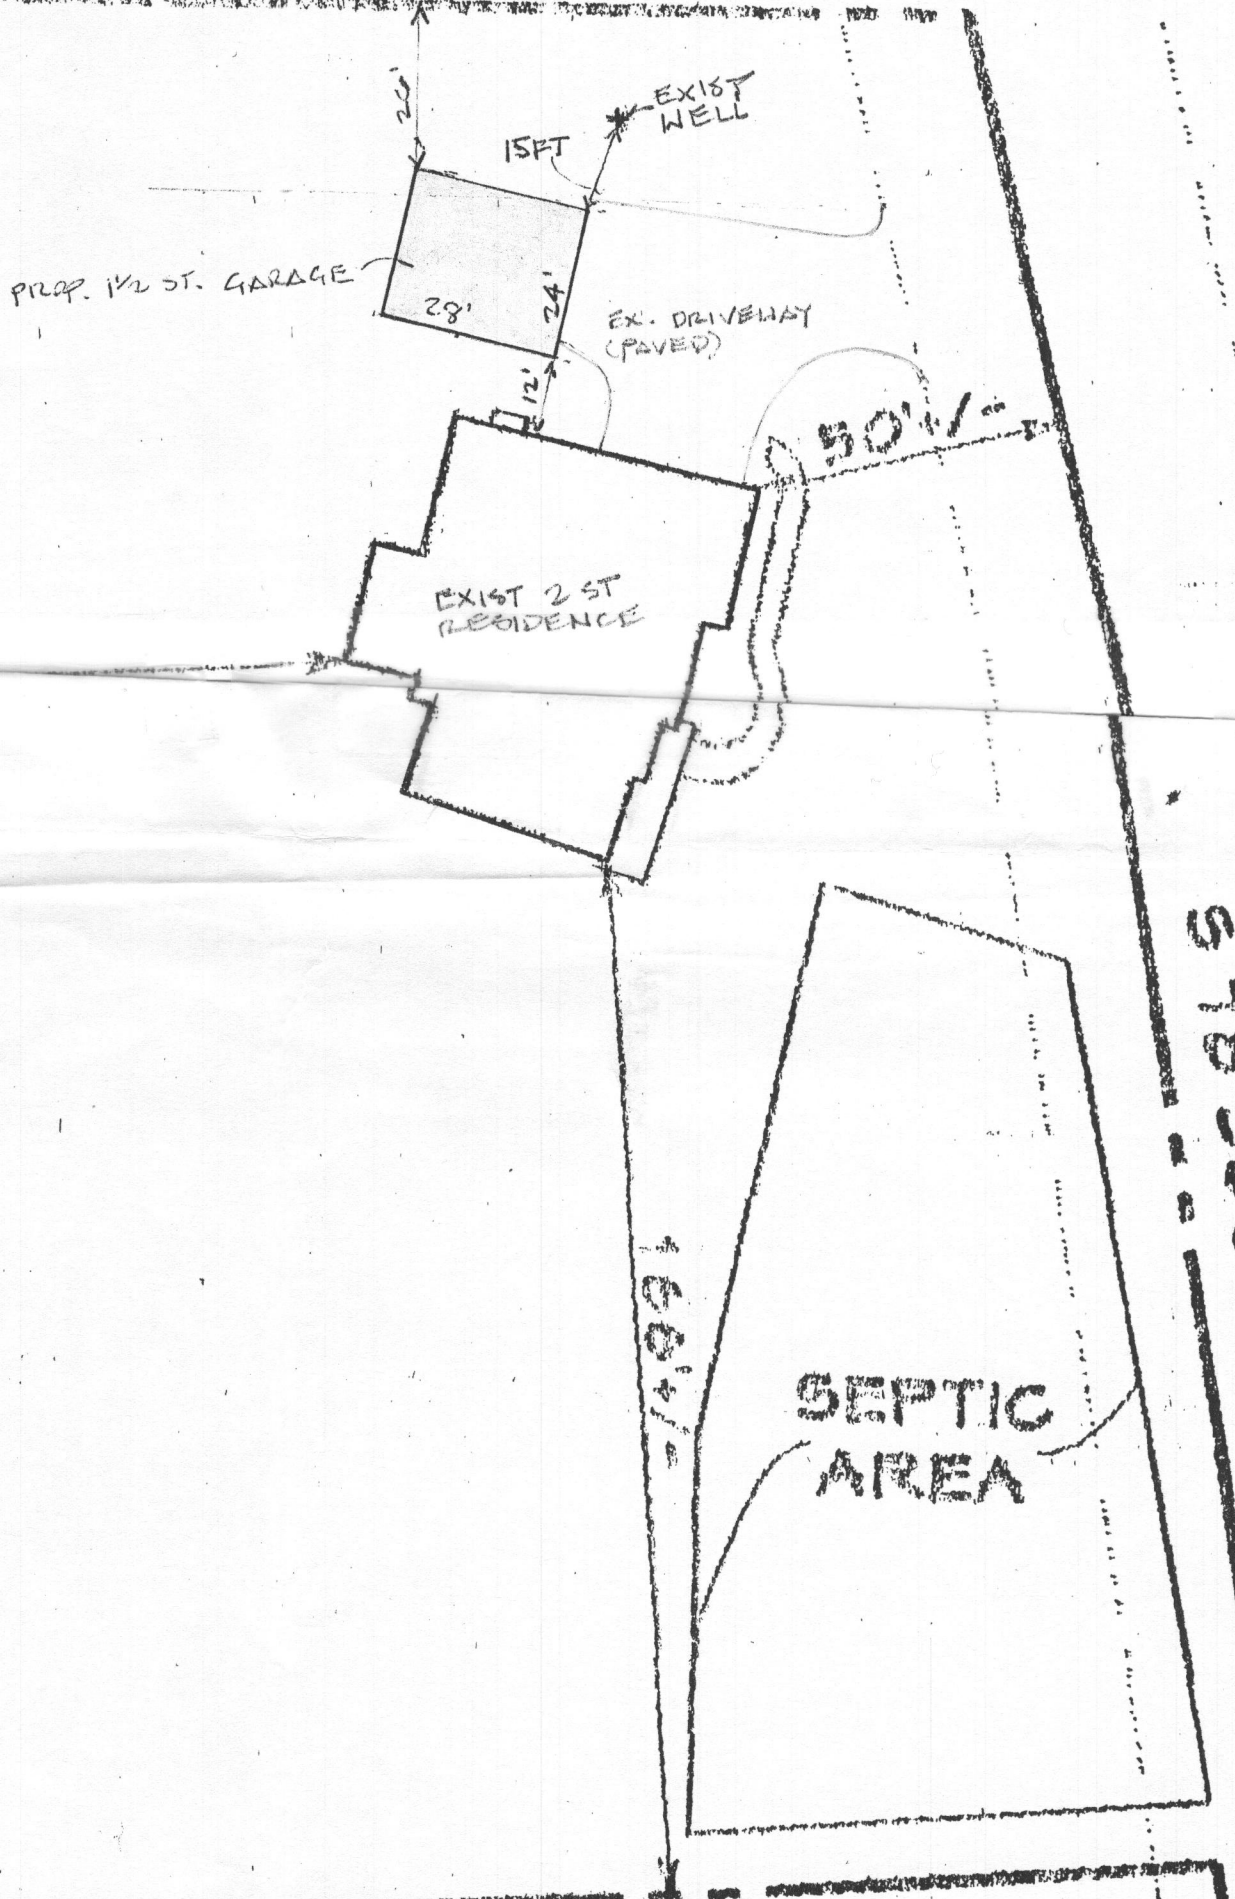 EXIST
WELL
15FT
PROP. 1½ ST. GARAGE
28'
24'
EX. DRIVEWAY
(PAVED)
12'
50'+/-
EXIST 2 ST
RESIDENCE
SEPTIC
AREA